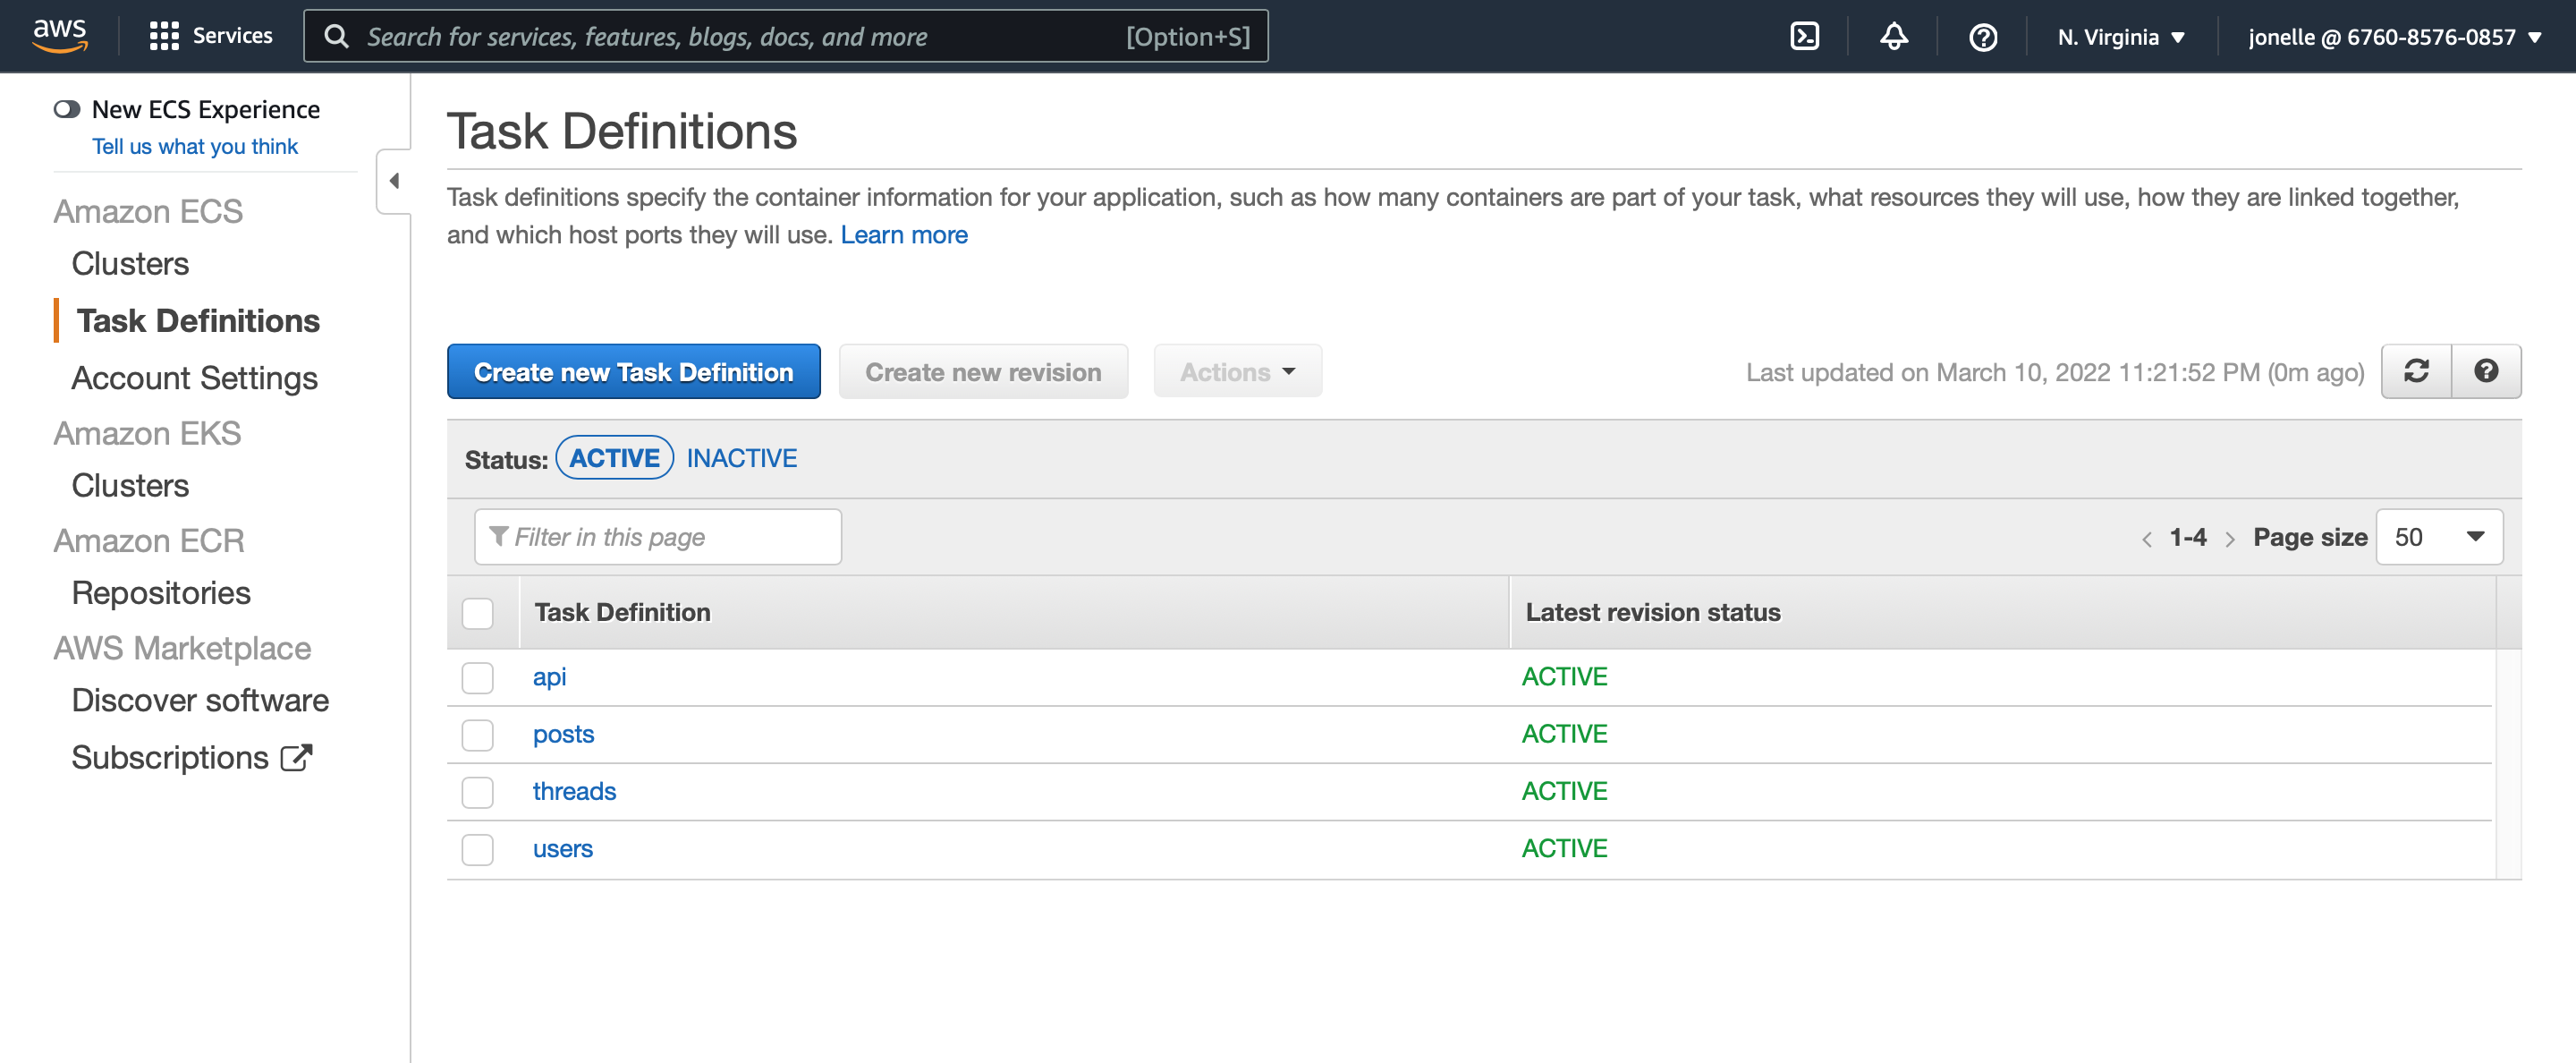 aws
Services
Search for services, features, blogs, docs, and more [Option+S]
N. Virginia
jonelle @ 6760-8576-0857
New ECS Experience
Tell us what you think
Amazon ECS
Clusters
Task Definitions
Account Settings
Amazon EKS
Clusters
Amazon ECR
Repositories
AWS Marketplace
Discover software
Subscriptions
Task Definitions
Task definitions specify the container information for your application, such as how many containers are part of your task, what resources they will use, how they are linked together,
and which host ports they will use. Learn more
Create new Task Definition Create new revision Actions Last updated on March 10, 2022 11:21:52 PM (0m ago)
Status: ACTIVE INACTIVE
Filter in this page < 1-4 > Page size 50
Task Definition Latest revision status
api ACTIVE
posts ACTIVE
threads ACTIVE
users ACTIVE